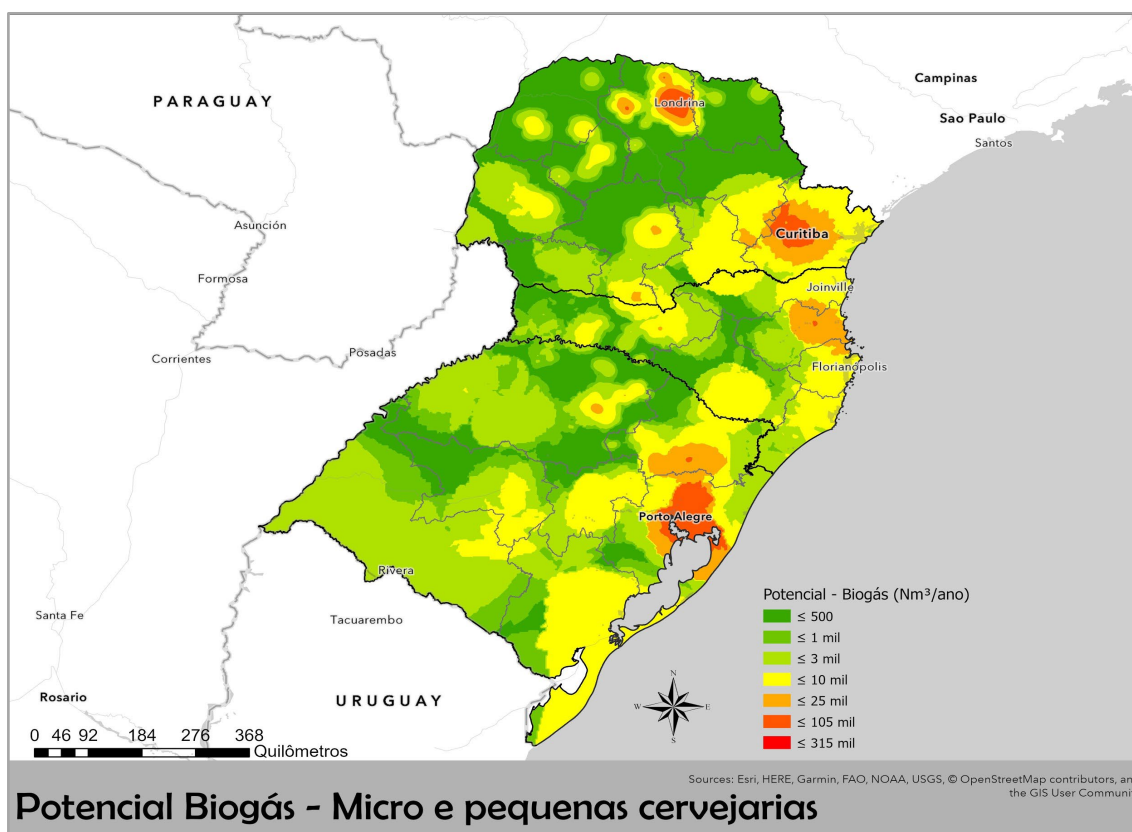 Campinas
PARAGUAY
Londrina
Sao Paulo
Santos
Asunción
Curitiba
Formosa
Joinville
Corrientes
Posadas
Florianópolis
Porto Alegre
Rivera
Santa Fe
Tacuarembo
Rosario
URUGUAY
Potencial - Biogás (Nm³/ano)
≤ 500
≤ 1 mil
≤ 3 mil
≤ 10 mil
≤ 25 mil
≤ 105 mil
≤ 315 mil
N
W E
S
0 46 92 184 276 368
Quilômetros
Sources: Esri, HERE, Garmin, FAO, NOAA, USGS, © OpenStreetMap contributors, an
the GIS User Communit
Potencial Biogás - Micro e pequenas cervejarias